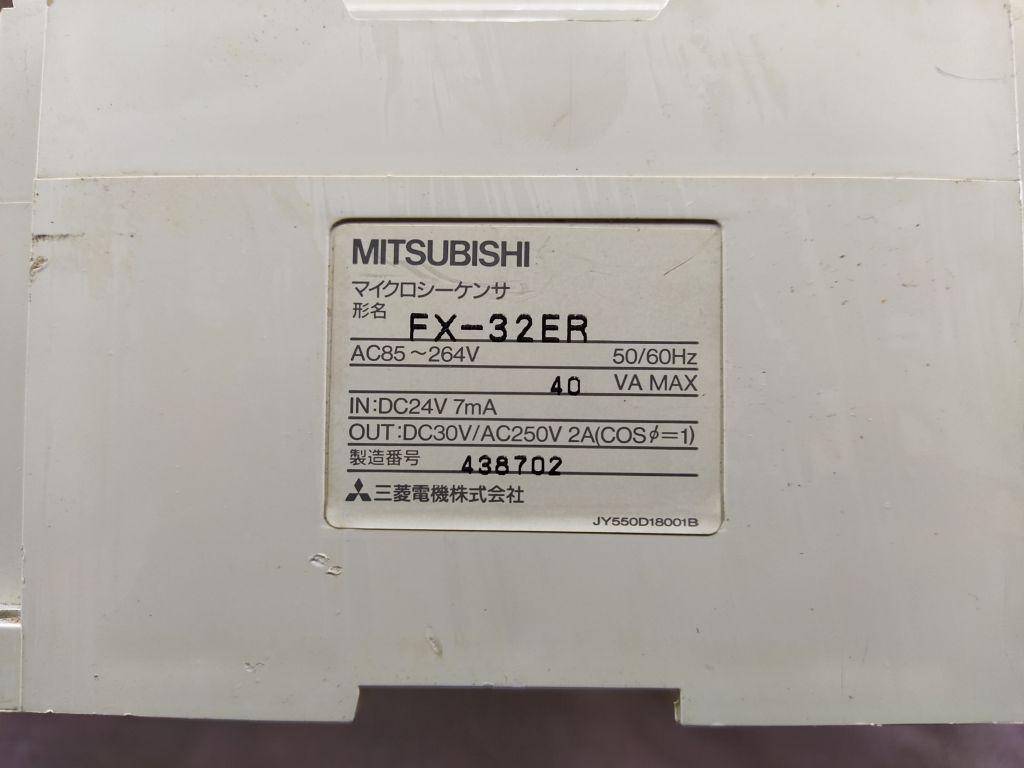 MITSUBISHI
マイクロシーケンサ
形名 FX-32ER
AC85～264V 50/60Hz
40 VA MAX
IN:DC24V 7mA
OUT:DC30V/AC250V 2A(COSφ=1)
製造番号 438702
三菱電機株式会社
JY550D18001B